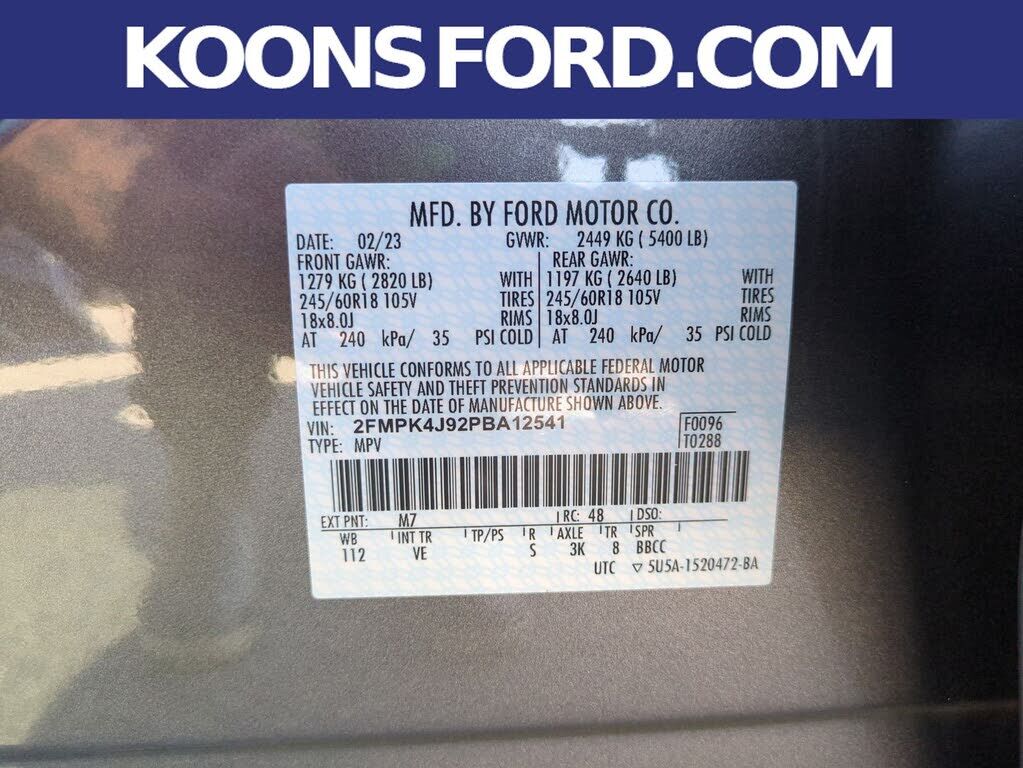 KOONSFORD.COM
MFD. BY FORD MOTOR CO.
DATE: 02/23 GVWR: 2449 KG ( 5400 LB)
FRONT GAWR: REAR GAWR:
1279 KG ( 2820 LB) WITH 1197 KG ( 2640 LB) WITH
245/60R18 105V TIRES 245/60R18 105V TIRES
18x8.0J RIMS 18x8.0J RIMS
AT 240 kPa/ 35 PSI COLD AT 240 kPa/ 35 PSI COLD
THIS VEHICLE CONFORMS TO ALL APPLICABLE FEDERAL MOTOR
VEHICLE SAFETY AND THEFT PREVENTION STANDARDS IN
EFFECT ON THE DATE OF MANUFACTURE SHOWN ABOVE.
VIN: 2FMPK4J92PBA12541 F0096
TYPE: MPV T0288
EXT PNT: M7 RC: 48 DSO:
WB INT TR TP/PS R AXLE TR SPR
112 VE S 3K 8 BBCC
UTC ▽ 5U5A-1520472-BA